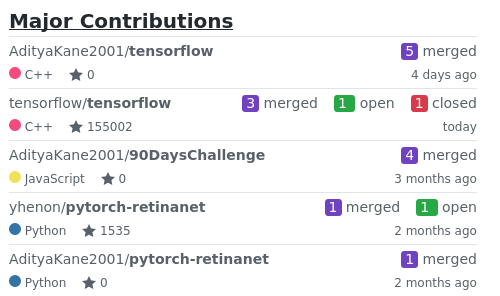 Major Contributions
AdityaKane2001/tensorflow 5 merged
C++ 0 4 days ago
tensorflow/tensorflow 3 merged 1 open 1 closed
C++ 155002 today
AdityaKane2001/90DaysChallenge 4 merged
JavaScript 0 3 months ago
yhenon/pytorch-retinanet 1 merged 1 open
Python 1535 2 months ago
AdityaKane2001/pytorch-retinanet 1 merged
Python 0 2 months ago